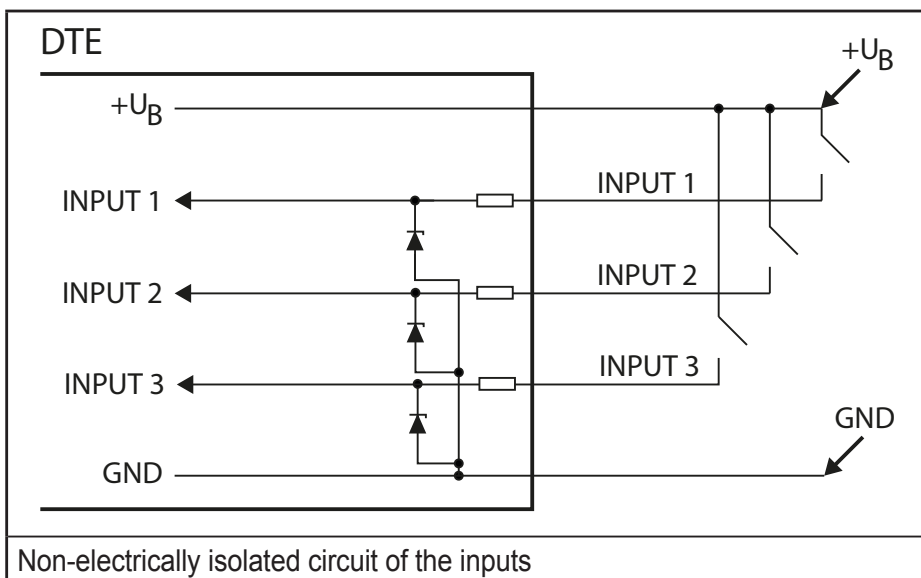 DTE
+UB
+UB
INPUT 1
INPUT 1
INPUT 2
INPUT 2
INPUT 3
INPUT 3
GND
GND
Non-electrically isolated circuit of the inputs